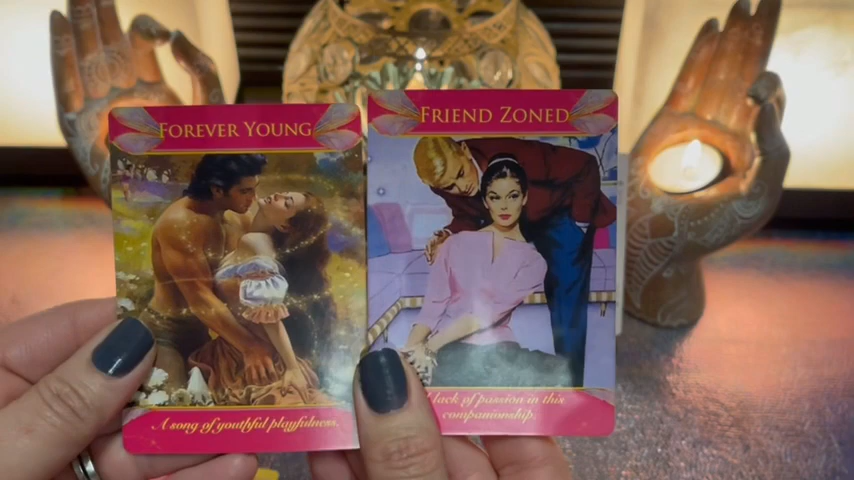 FOREVER YOUNG
A song of youthful playfulness.
FRIEND ZONED
lack of passion in this
companionship.